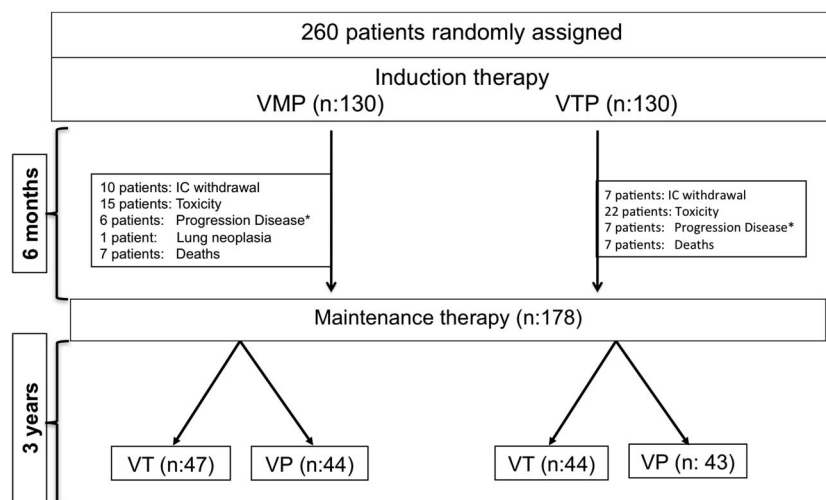 260 patients randomly assigned
Induction therapy
VMP (n:130) VTP (n:130)
6 months
10 patients: IC withdrawal
15 patients: Toxicity
6 patients: Progression Disease*
1 patient: Lung neoplasia
7 patients: Deaths
7 patients: IC withdrawal
22 patients: Toxicity
7 patients: Progression Disease*
7 patients: Deaths
Maintenance therapy (n:178)
3 years
VT (n:47) VP (n:44) VT (n:44) VP (n: 43)